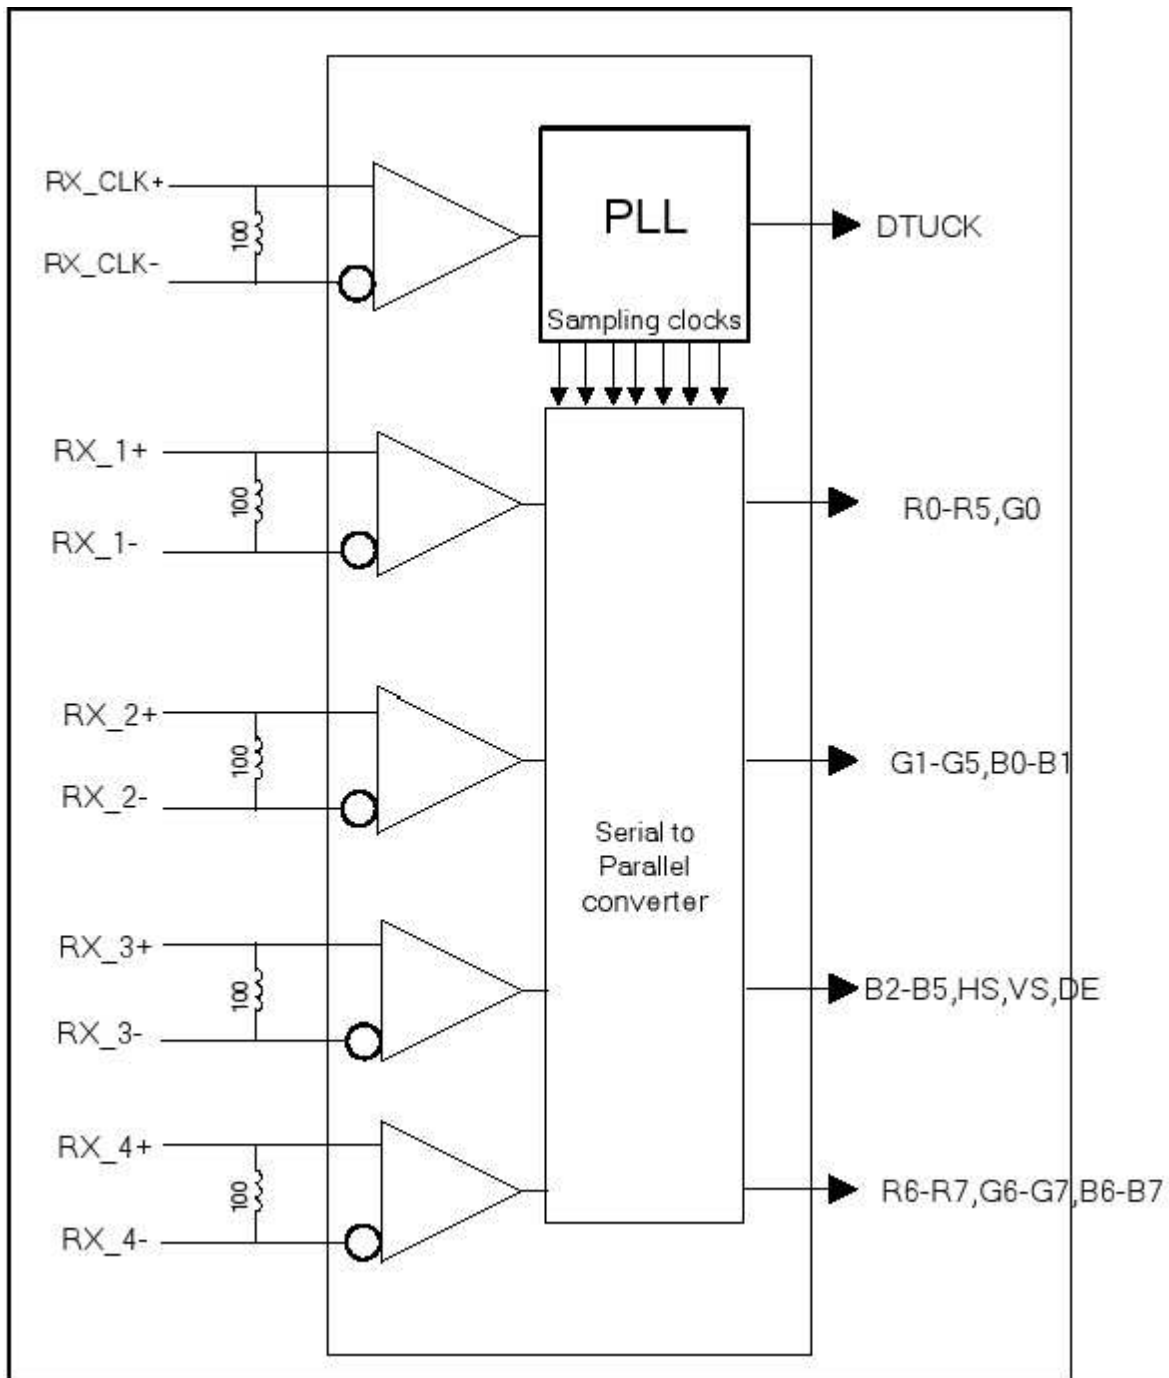 RX_CLK+
100
RX_CLK-
PLL
Sampling clocks
DTUCK
RX_1+
100
RX_1-
R0-R5,G0
RX_2+
100
RX_2-
G1-G5,B0-B1
Serial to
Parallel
converter
RX_3+
100
RX_3-
B2-B5,HS,VS,DE
RX_4+
100
RX_4-
R6-R7,G6-G7,B6-B7